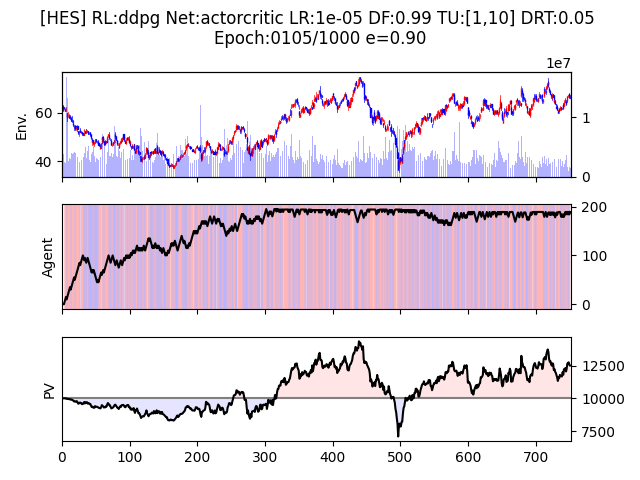 [HES] RL:ddpg Net:actorcritic LR:1e-05 DF:0.99 TU:[1,10] DRT:0.05
Epoch:0105/1000 e=0.90
1e7
Env.
60
40
1
0
Agent
200
100
0
PV
12500
10000
7500
0 100 200 300 400 500 600 700